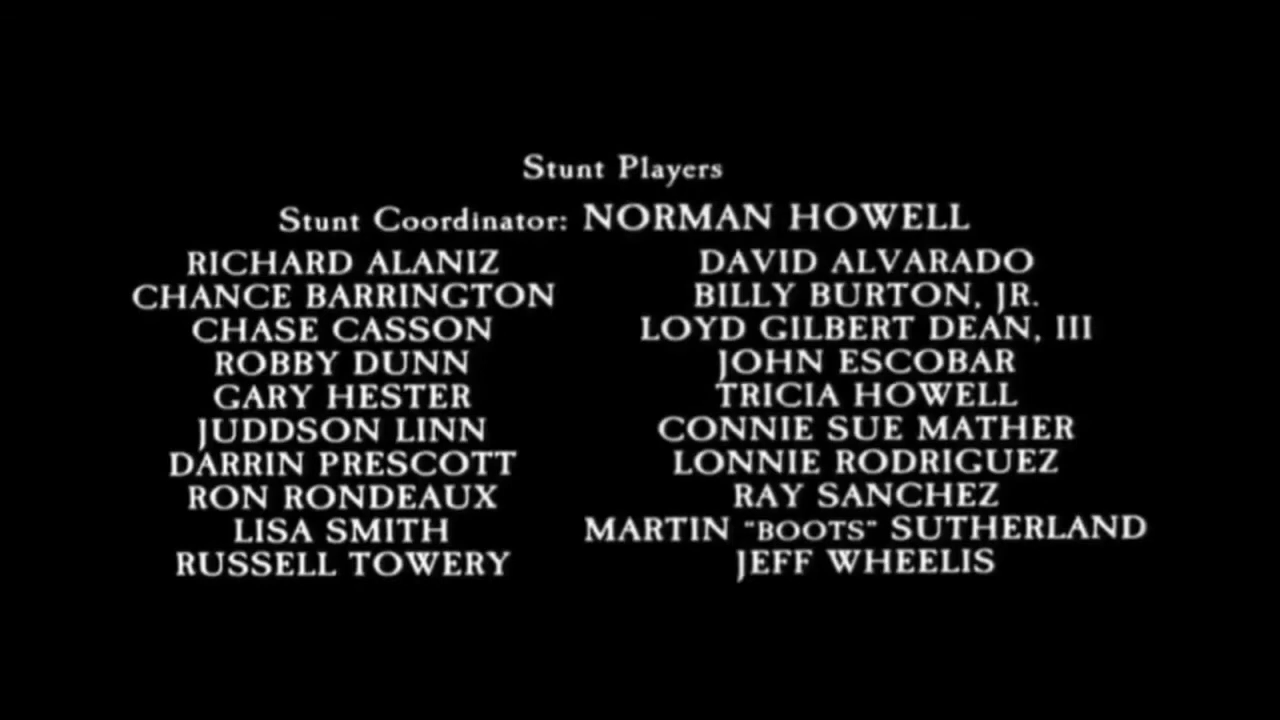 Stunt Players
Stunt Coordinator: NORMAN HOWELL
RICHARD ALANIZ DAVID ALVARADO
CHANCE BARRINGTON BILLY BURTON, JR.
CHASE CASSON LOYD GILBERT DEAN, III
ROBBY DUNN JOHN ESCOBAR
GARY HESTER TRICIA HOWELL
JUDDSON LINN CONNIE SUE MATHER
DARRIN PRESCOTT LONNIE RODRIGUEZ
RON RONDEAUX RAY SANCHEZ
LISA SMITH MARTIN "BOOTS" SUTHERLAND
RUSSELL TOWERY JEFF WHEELIS